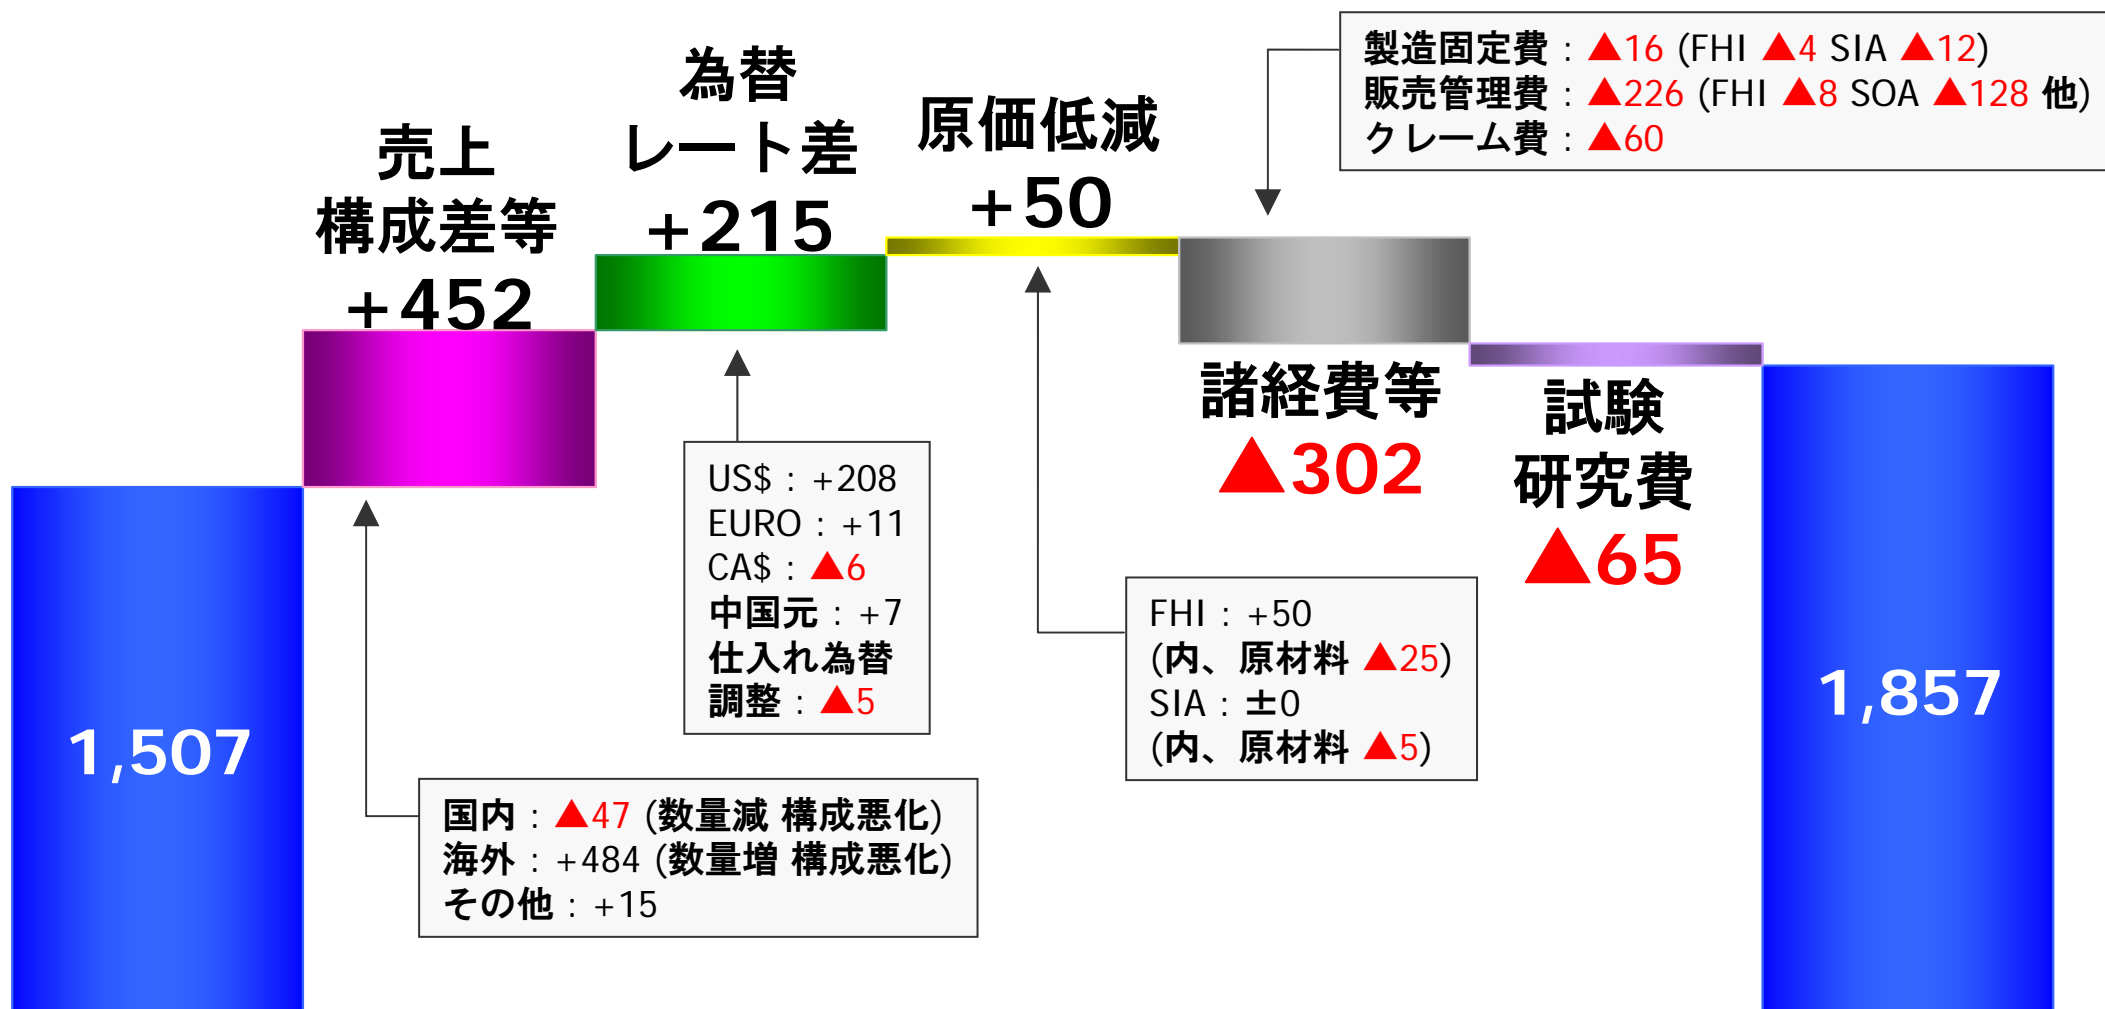 1,507
売上
構成差等
+452
国内 : ▲47 (数量減 構成悪化)
海外 : +484 (数量増 構成悪化)
その他 : +15
為替
レート差
+215
US$ : +208
EURO : +11
CA$ : ▲6
中国元 : +7
仕入れ為替
調整 : ▲5
原価低減
+50
FHI : +50
(内、原材料 ▲25)
SIA : ±0
(内、原材料 ▲5)
製造固定費 : ▲16 (FHI ▲4 SIA ▲12)
販売管理費 : ▲226 (FHI ▲8 SOA ▲128 他)
クレーム費 : ▲60
諸経費等
▲302
試験
研究費
▲65
1,857